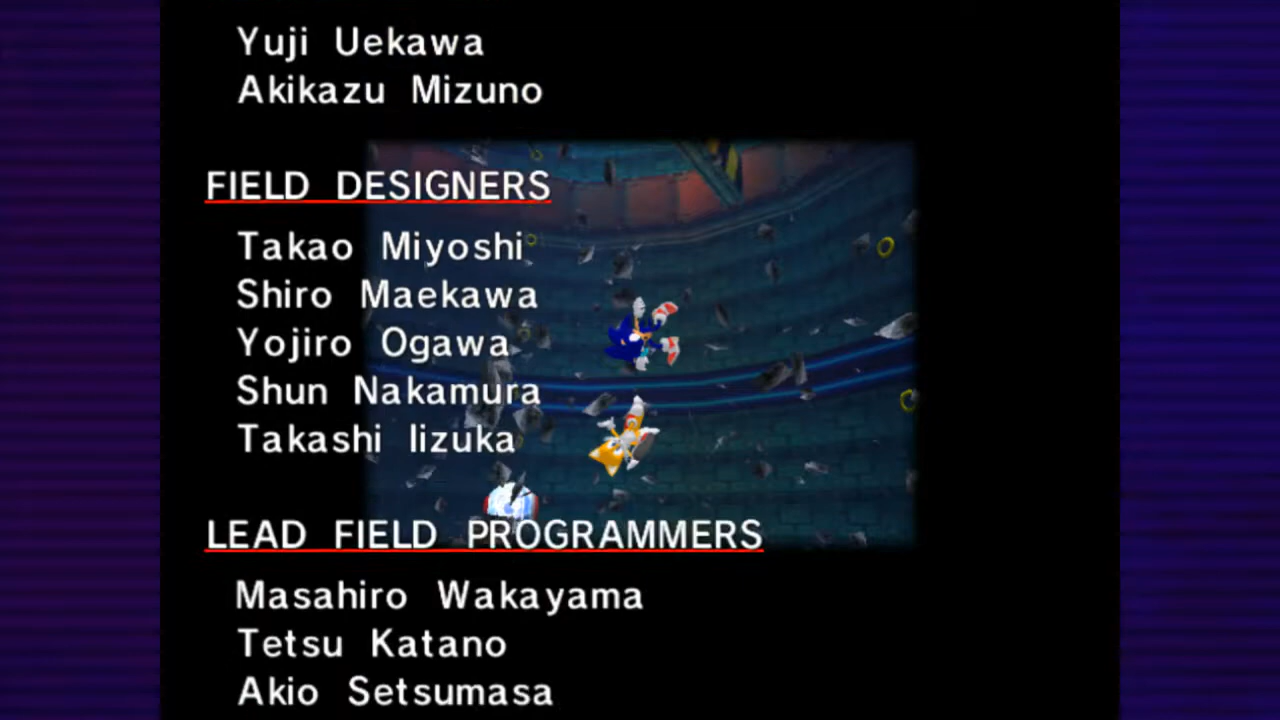 Yuji Uekawa
Akikazu Mizuno
FIELD DESIGNERS
Takao Miyoshi
Shiro Maekawa
Yojiro Ogawa
Shun Nakamura
Takashi Iizuka
LEAD FIELD PROGRAMMERS
Masahiro Wakayama
Tetsu Katano
Akio Setsumasa